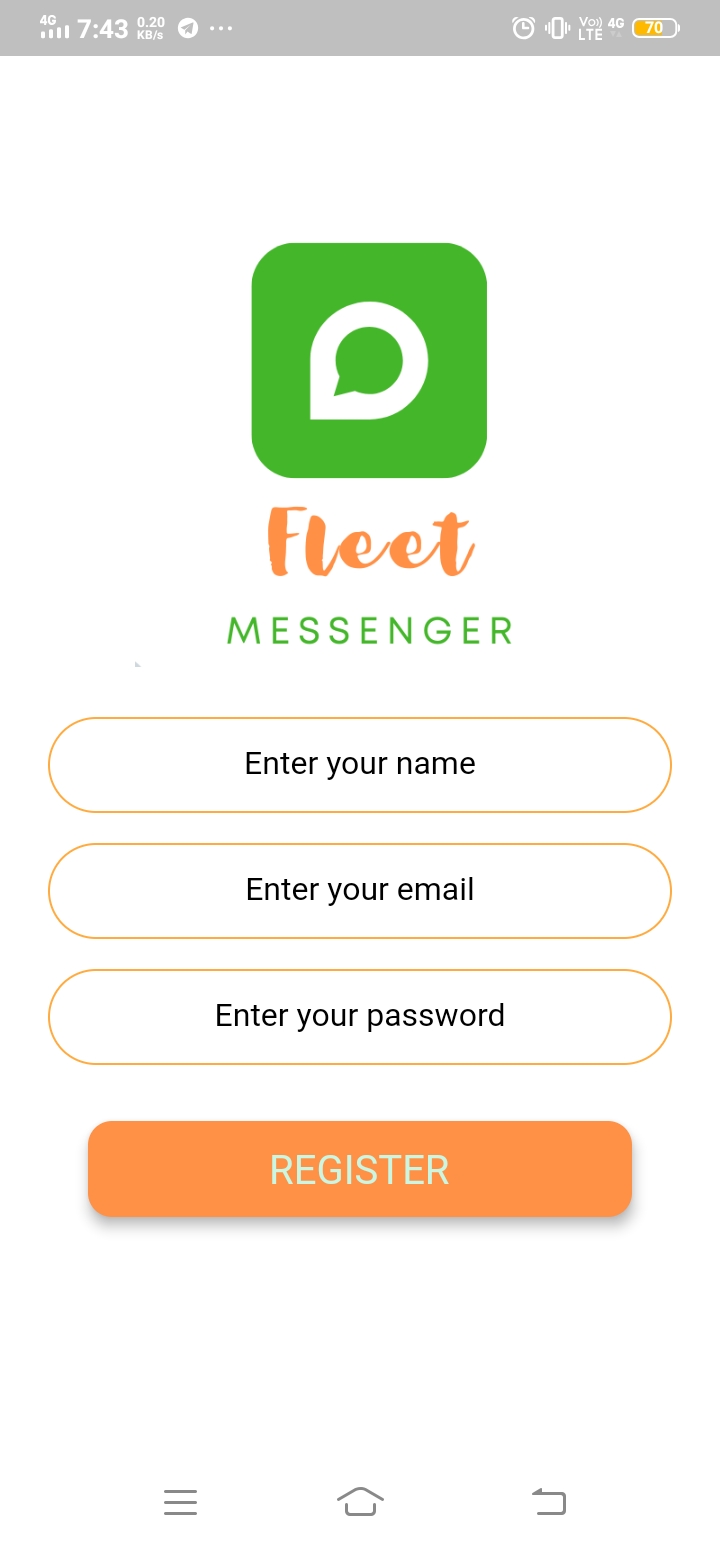 4G 7:43 0.20 KB/s ... Vo)) LTE 4G 70
Fleet
MESSENGER
Enter your name
Enter your email
Enter your password
REGISTER